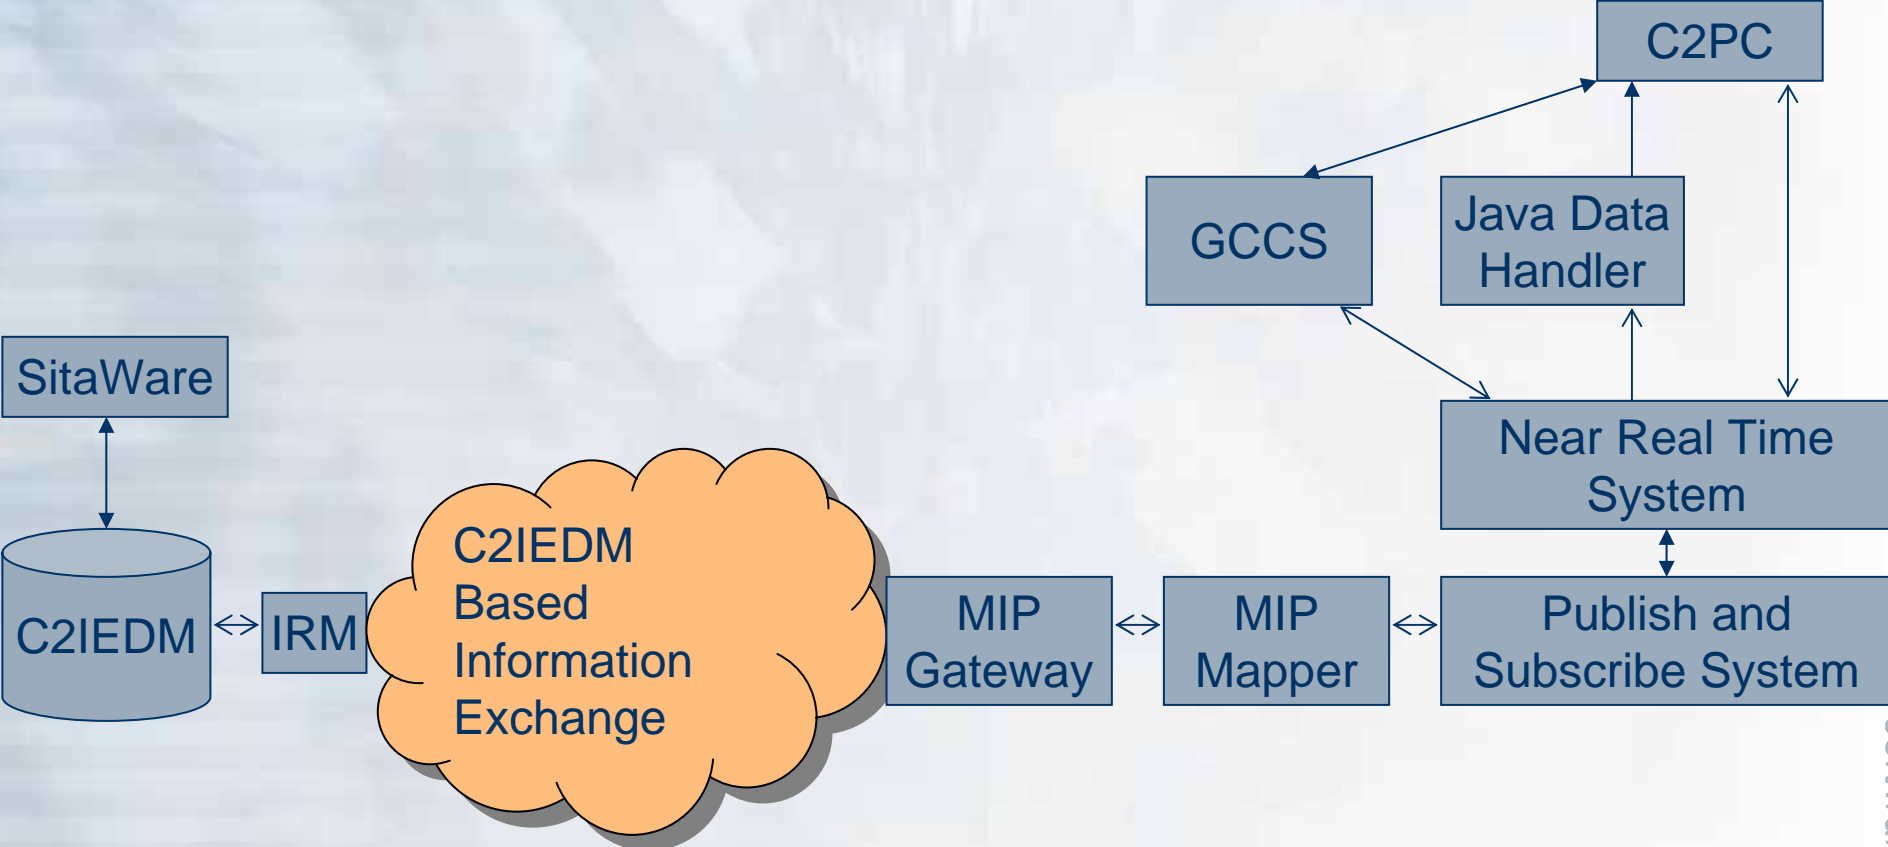 C2PC
GCCS
Java Data
Handler
SitaWare
Near Real Time
System
C2IEDM
IRM
C2IEDM
Based
Information
Exchange
MIP
Gateway
MIP
Mapper
Publish and
Subscribe System